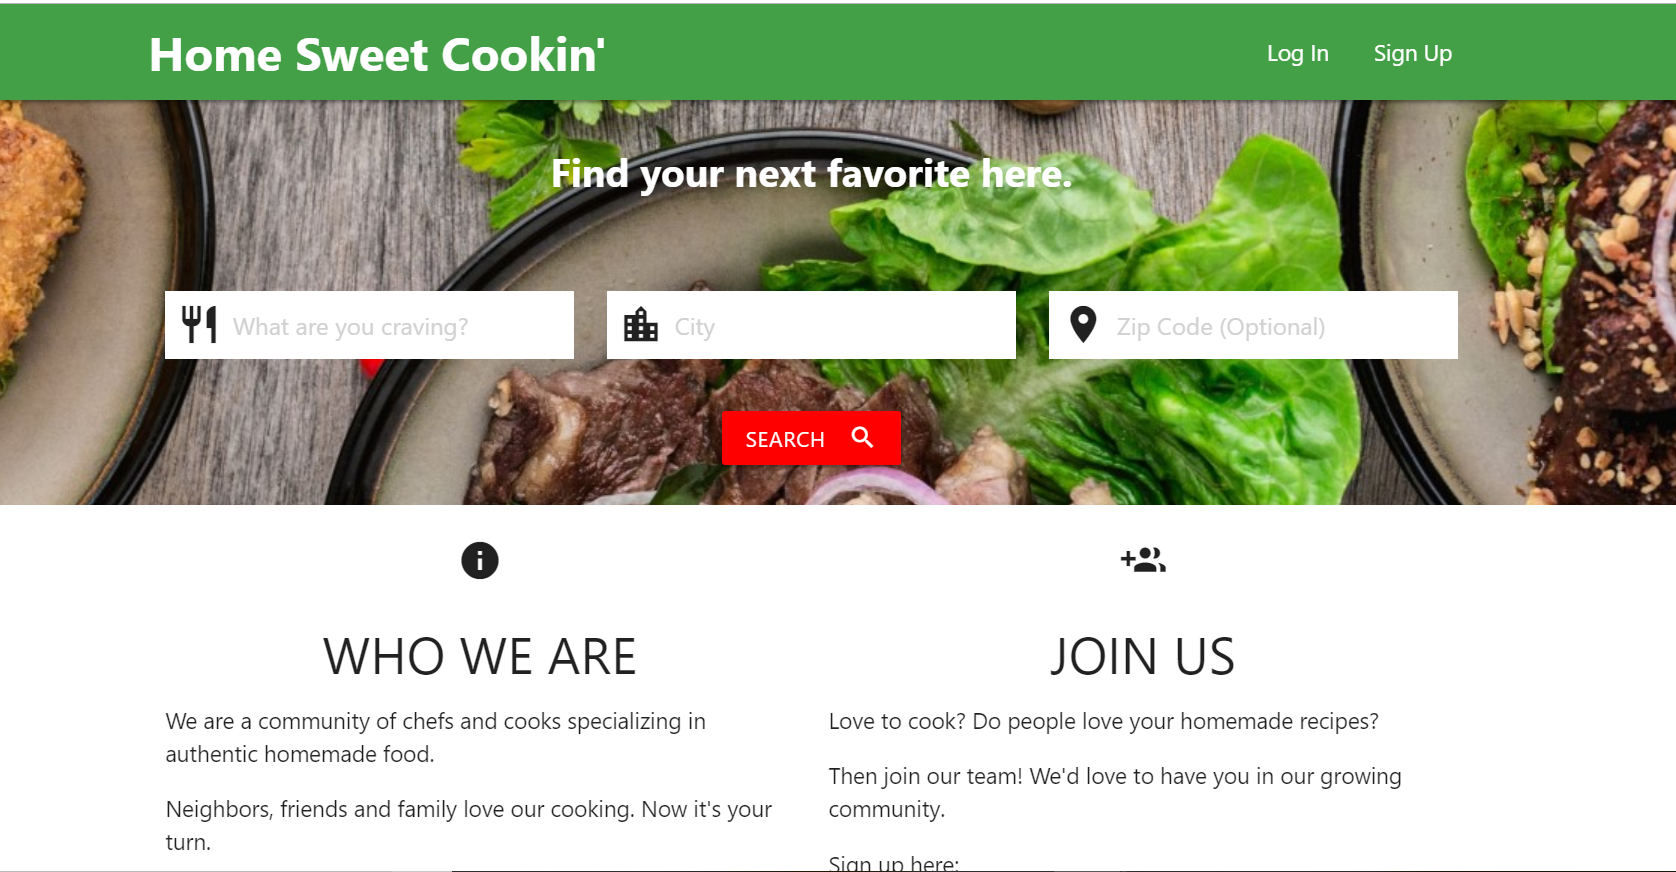 Home Sweet Cookin'
Log In
Sign Up
Find your next favorite here.
What are you craving?
City
Zip Code (Optional)
SEARCH
WHO WE ARE
We are a community of chefs and cooks specializing in
authentic homemade food.
Neighbors, friends and family love our cooking. Now it's your
turn.
JOIN US
Love to cook? Do people love your homemade recipes?
Then join our team! We'd love to have you in our growing
community.
Sign up here: